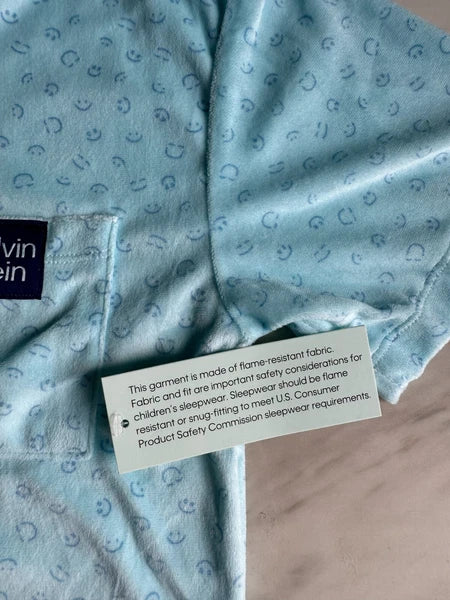 lvin
ein
This garment is made of flame-resistant fabric.
Fabric and fit are important safety considerations for
children's sleepwear. Sleepwear should be flame
resistant or snug-fitting to meet U.S. Consumer
Product Safety Commission sleepwear requirements.